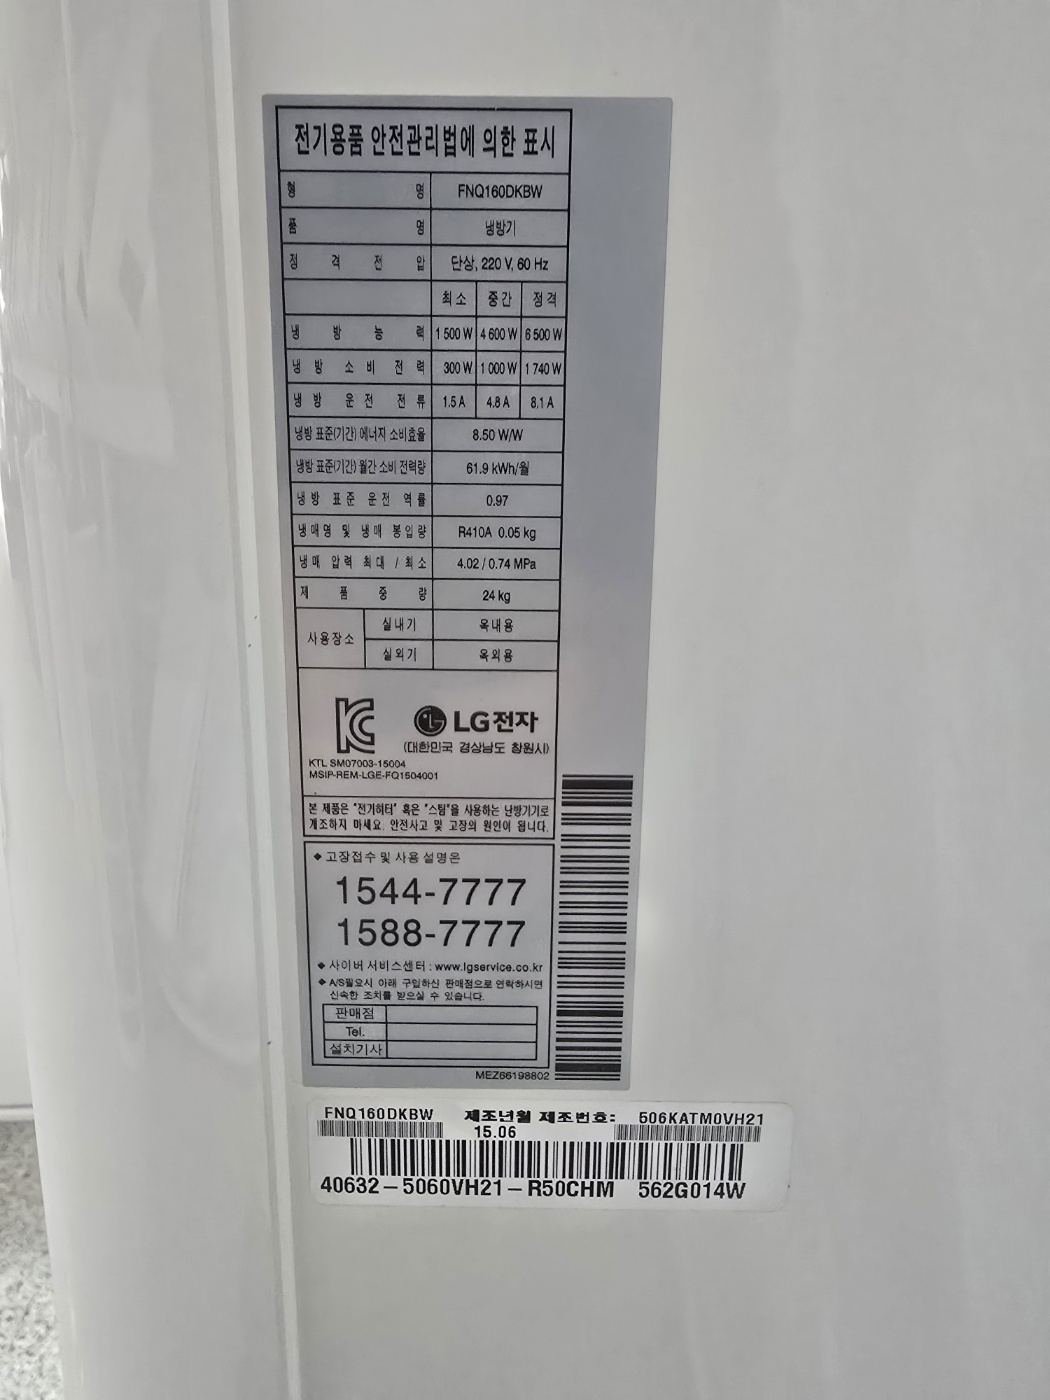 전기용품 안전관리법에 의한 표시
형 명 FNQ160DKBW
품 명 냉방기
정 격 전 압 단상, 220 V, 60 Hz
최소 중간 정격
냉 방 능 력 1 500 W 4 600 W 6 500 W
냉 방 소 비 전 력 300 W 1 000 W 1 740 W
냉 방 운 전 전 류 1.5 A 4.8 A 8.1 A
냉방 표준(기간) 에너지 소비효율 8.50 W/W
냉방 표준(기간) 월간 소비 전력량 61.9 kWh/월
냉 방 표 준 운 전 역 률 0.97
냉 매 명 및 냉 매 봉 입 량 R410A 0.05 kg
냉 매 압 력 최 대 / 최 소 4.02 / 0.74 MPa
제 품 중 량 24 kg
사용장소 실내기 옥내용
실외기 옥외용
LG전자
(대한민국 경상남도 창원시)
KTL SM07003-15004
MSIP-REM-LGE-FQ1504001
본 제품은 "전기히터" 혹은 "스팀"을 사용하는 난방기기로
개조하지 마세요. 안전사고 및 고장의 원인이 됩니다.
◆ 고장접수 및 사용 설명은
1544-7777
1588-7777
◆ 사이버 서비스센터 : www.lgservice.co.kr
◆ A/S필요시 아래 구입하신 판매점으로 연락하시면
신속한 조치를 받으실 수 있습니다.
판매점
Tel.
설치기사
MEZ66198802
FNQ160DKBW 제조년월 제조번호: 506KATM0VH21
15.06
40632-5060VH21-R50CHM 562G014W